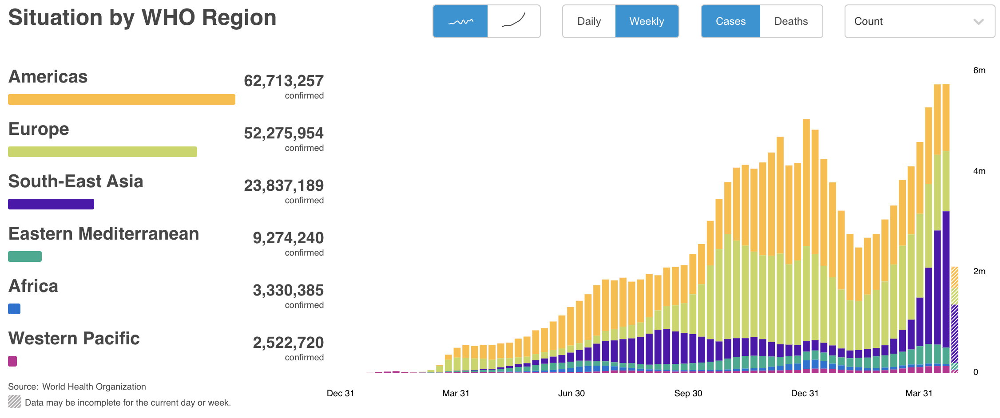 Situation by WHO Region
Daily
Weekly
Cases
Deaths
Count
Americas
62,713,257
confirmed
Europe
52,275,954
confirmed
South-East Asia
23,837,189
confirmed
Eastern Mediterranean
9,274,240
confirmed
Africa
3,330,385
confirmed
Western Pacific
2,522,720
confirmed
Source: World Health Organization
Data may be incomplete for the current day or week.
6m
4m
2m
0
Dec 31
Mar 31
Jun 30
Sep 30
Dec 31
Mar 31